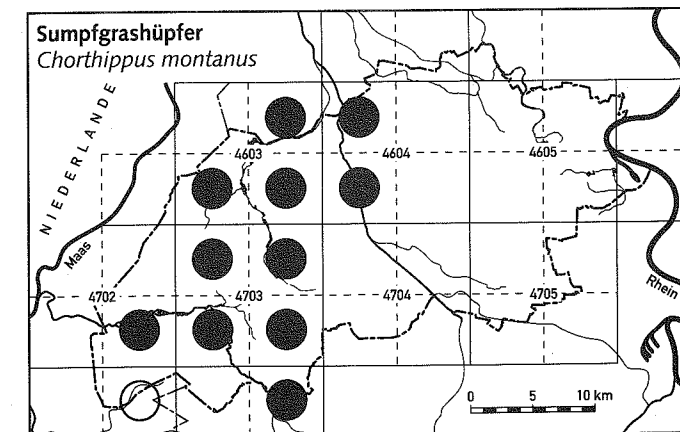 Sumpfgrashüpfer
Chorthippus montanus
NIEDERLANDE
Maas
Rhein
4603
4604
4605
4702
4703
4704
4705
0 5 10 km